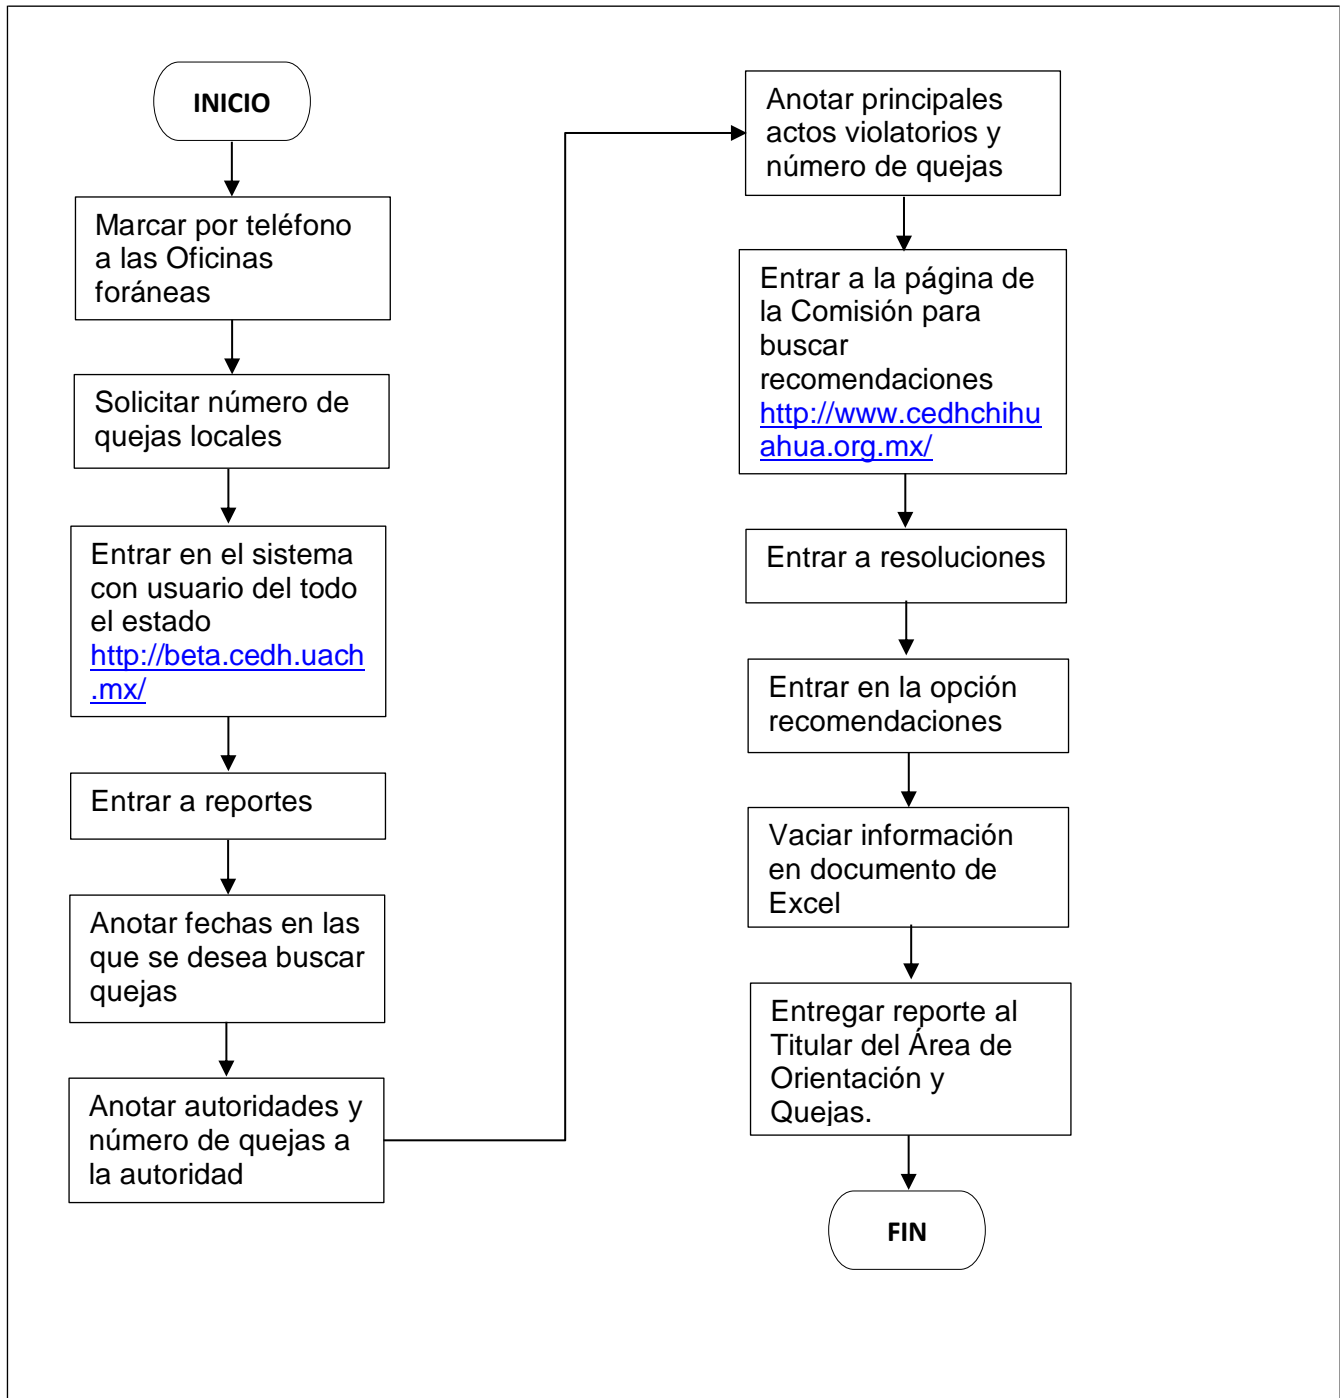 INICIO
Marcar por teléfono
a las Oficinas
foráneas
Solicitar número de
quejas locales
Entrar en el sistema
con usuario del todo
el estado
http://beta.cedh.uach
.mx/
Entrar a reportes
Anotar fechas en las
que se desea buscar
quejas
Anotar autoridades y
número de quejas a
la autoridad
Anotar principales
actos violatorios y
número de quejas
Entrar a la página de
la Comisión para
buscar
recomendaciones
http://www.cedhchihu
ahua.org.mx/
Entrar a resoluciones
Entrar en la opción
recomendaciones
Vaciar información
en documento de
Excel
Entregar reporte al
Titular del Área de
Orientación y
Quejas.
FIN